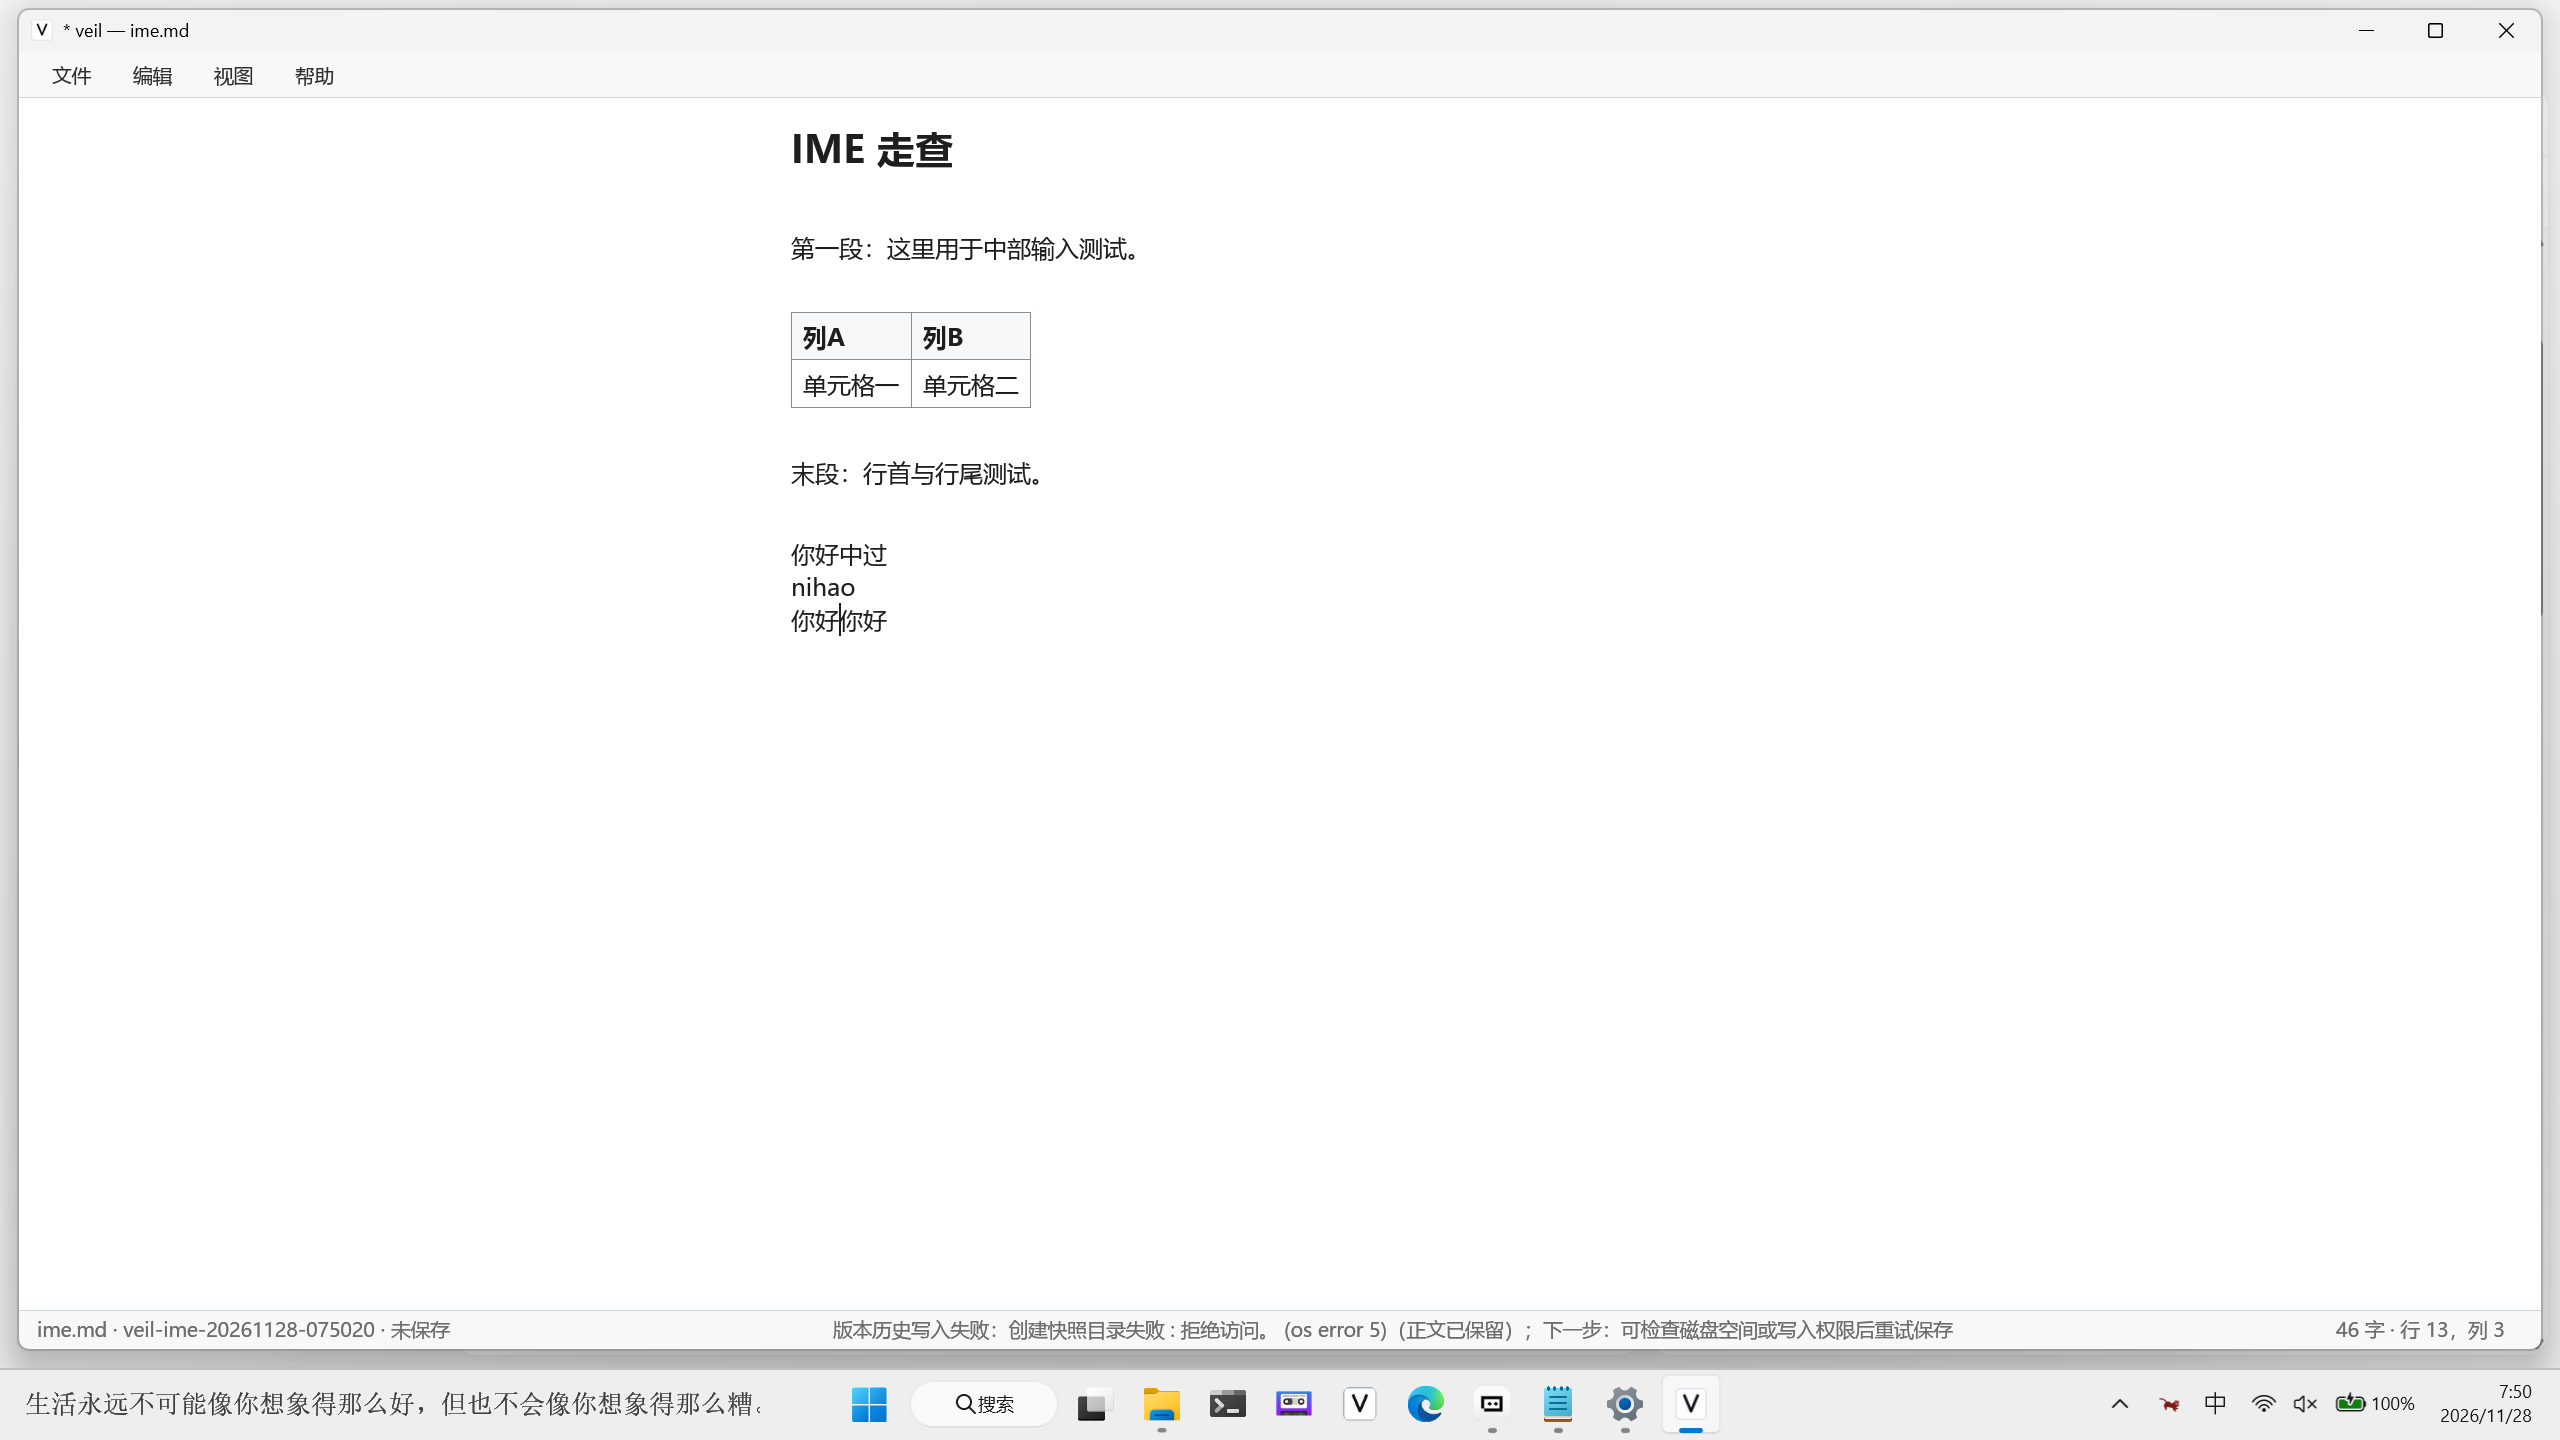 V * veil — ime.md
文件 编辑 视图 帮助
IME 走查
第一段：这里用于中部输入测试。
列A 列B
单元格一 单元格二
末段：行首与行尾测试。
你好中过
nihao
你好你好
ime.md · veil-ime-20261128-075020 · 未保存
版本历史写入失败：创建快照目录失败 : 拒绝访问。 (os error 5)（正文已保留）；下一步：可检查磁盘空间或写入权限后重试保存
46 字 · 行 13，列 3
生活永远不可能像你想象得那么好，但也不会像你想象得那么糟。
搜索
V
V
中
100%
7:50
2026/11/28